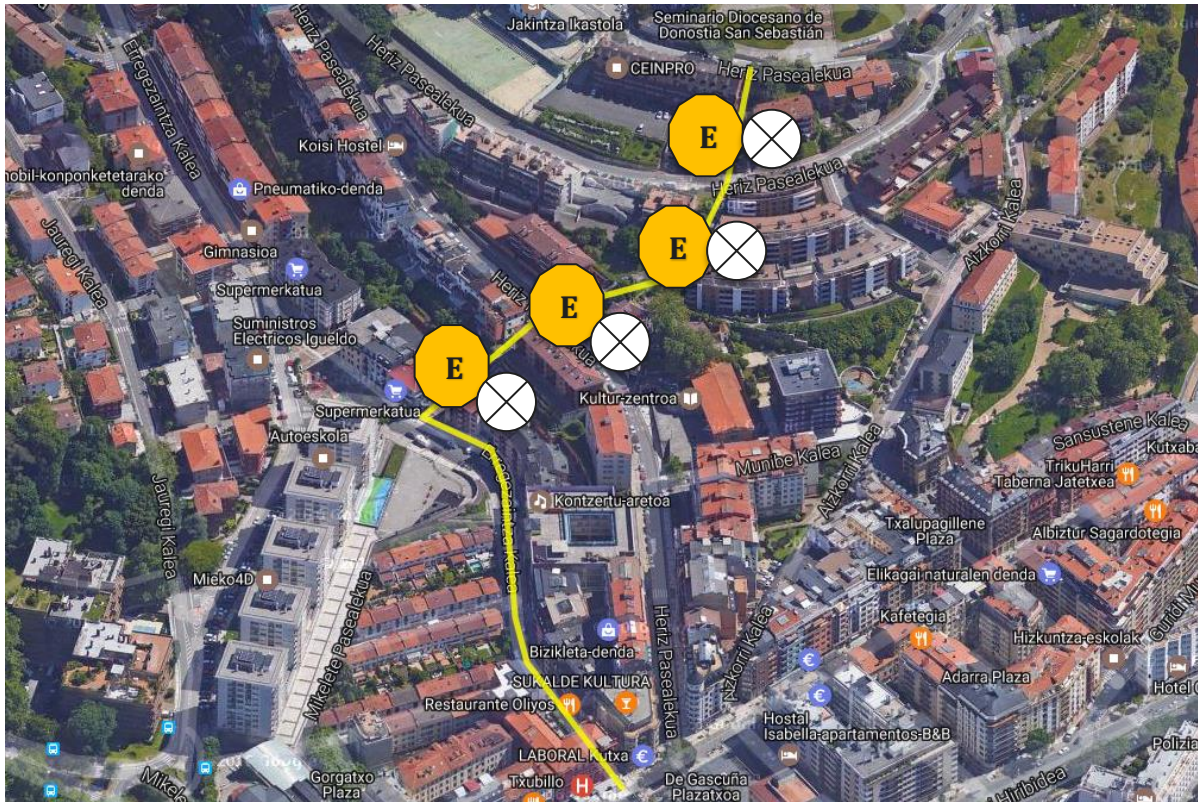 Jakintza Ikastola
Seminario Diocesano de
Donostia San Sebastián
Heriz Pasealekua
Heriz Pasealekua
Heriz Pasealekua
CEINPRO
Erregezaintza Kalea
E
Koisi Hostel
mobil-konponketetarako
denda
Pneumatiko-denda
Heriz Pasealekua
Aizkorri Kalea
Jauregi Kalea
Gimnasioa
Supermerkatua
E
E
Suministros
Electricos Igueldo
E
Supermerkatua
Kultur-zentroa
Autoeskola
Munibe Kalea
Aizkorri Kalea
Sansustene Kalea
TrikuHarri
Taberna Jatetxea
Erregezaintza Kalea
Kontzertu-aretoa
Txalupagillene
Plaza
Albiztur Sagardotegia
Jauregi Kalea
Mieko4D
Elikagai naturalen denda
Mikelete Pasealekua
Heriz Pasealekua
Aizkorri Kalea
Kafetegia
Hizkuntza-eskolak
Bizikleta-denda
Adarra Plaza
SUKALDE KULTURA
Restaurante Oliyos
Hostal
Isabella-apartamentos-B&B
LABORAL Kutxa
Txubillo
H
Gorgatxo
Plaza
De Gascuña
Plazatxoa
Hiribidea